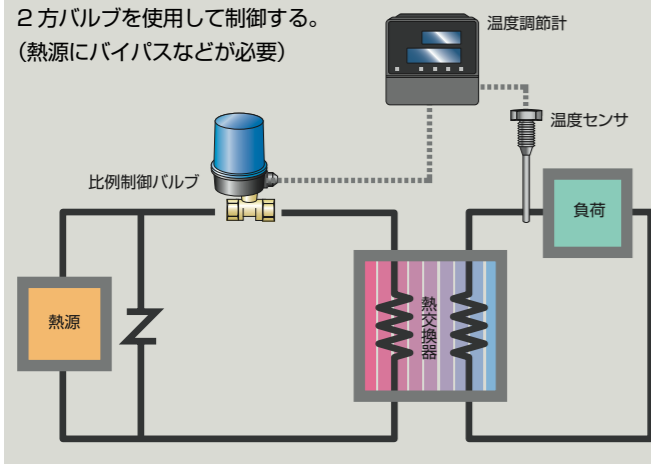 2方バルブを使用して制御する。
（熱源にバイパスなどが必要）
温度調節計
温度センサ
比例制御バルブ
負荷
熱源
熱交換器